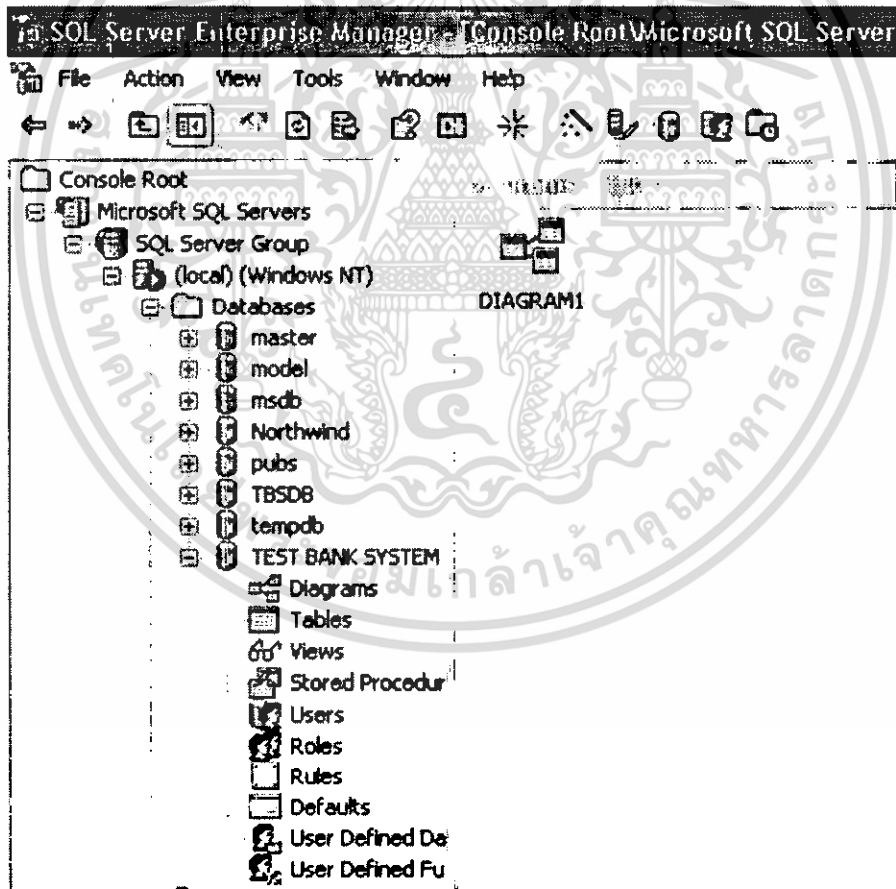 SQL Server Enterprise Manager - [Console Root\Microsoft SQL Server
File Action View Tools Window Help
Console Root
Microsoft SQL Servers
SQL Server Group
(local) (Windows NT)
Databases
master
model
msdb
Northwind
pubs
TBSDB
tempdb
TEST BANK SYSTEM
Diagrams
Tables
Views
Stored Procedur
Users
Roles
Rules
Defaults
User Defined Da
User Defined Fu
DIAGRAM1